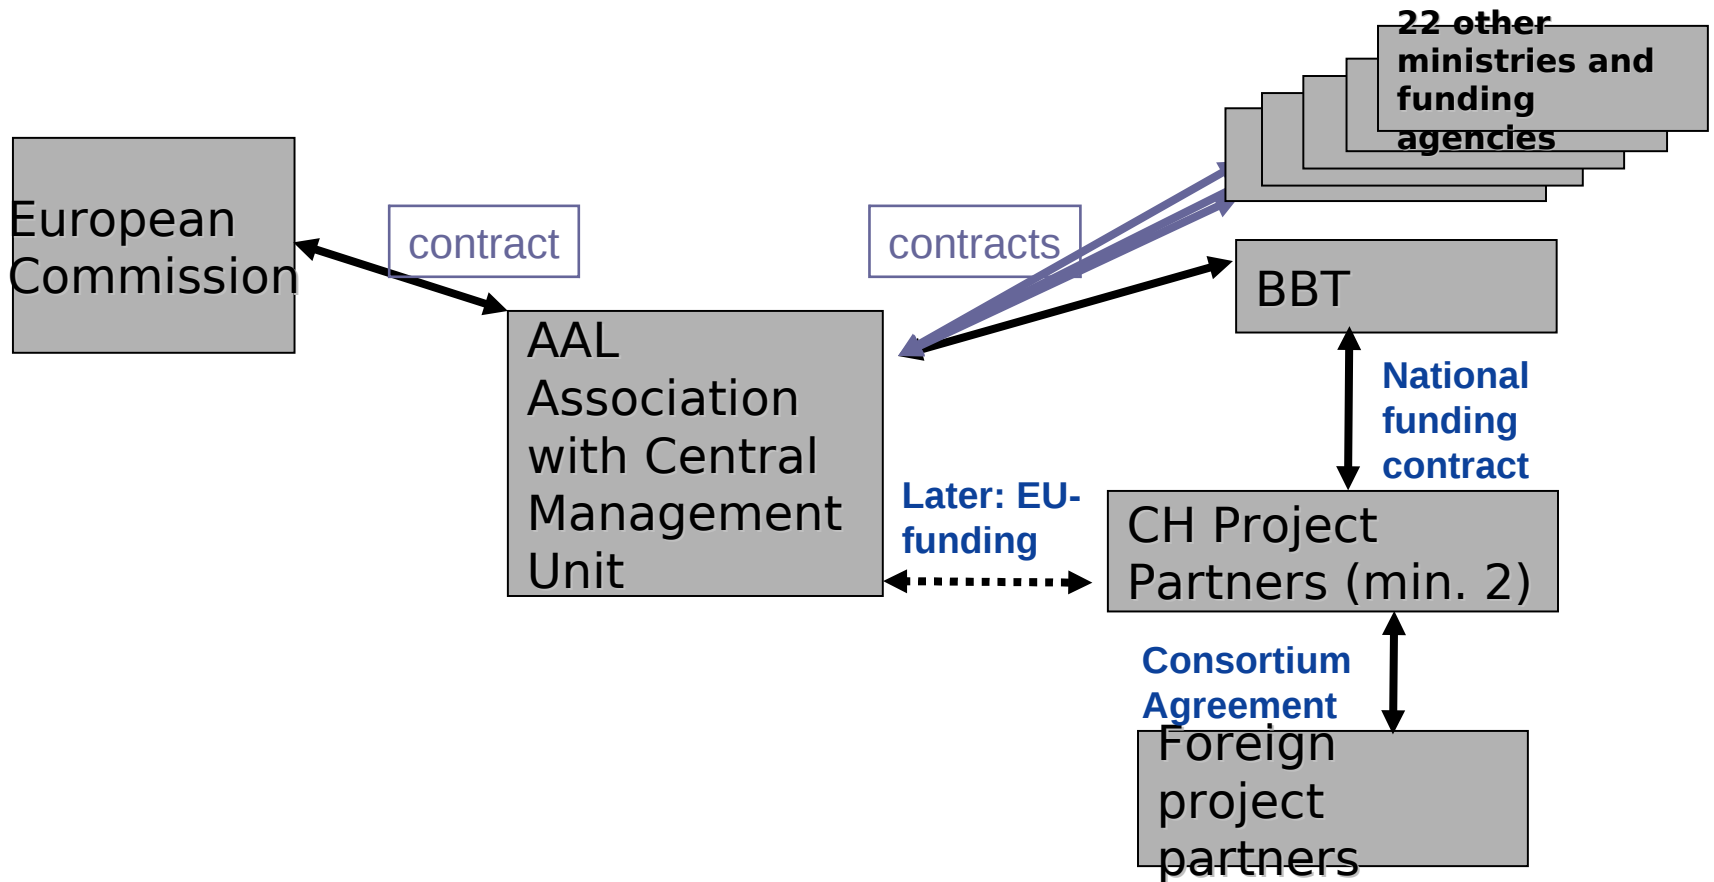 22 other
ministries and
funding
agencies
European
Commission
contract
contracts
BBT
AAL
Association
with Central
Management
Unit
National
funding
contract
Later: EU-
funding
CH Project
Partners (min. 2)
Consortium
Agreement
Foreign
project
partners